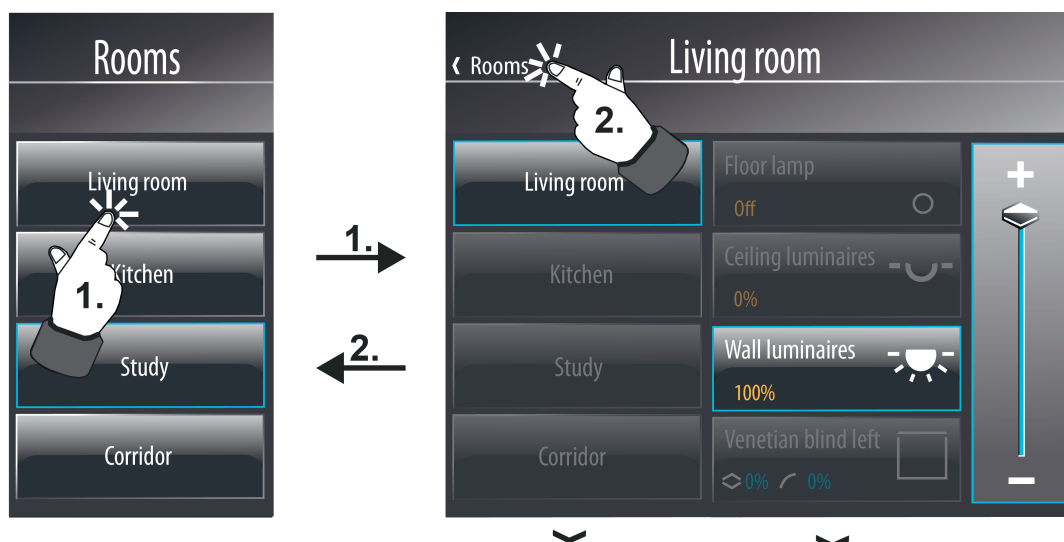 Rooms
Living room
Kitchen
1.
Study
Corridor
1.
2.
‹ Rooms
Living room
2.
Living room
Kitchen
Study
Corridor
Floor lamp
Off
Ceiling luminaires
0%
Wall luminaires
100%
Venetian blind left
0% 0%
+
−